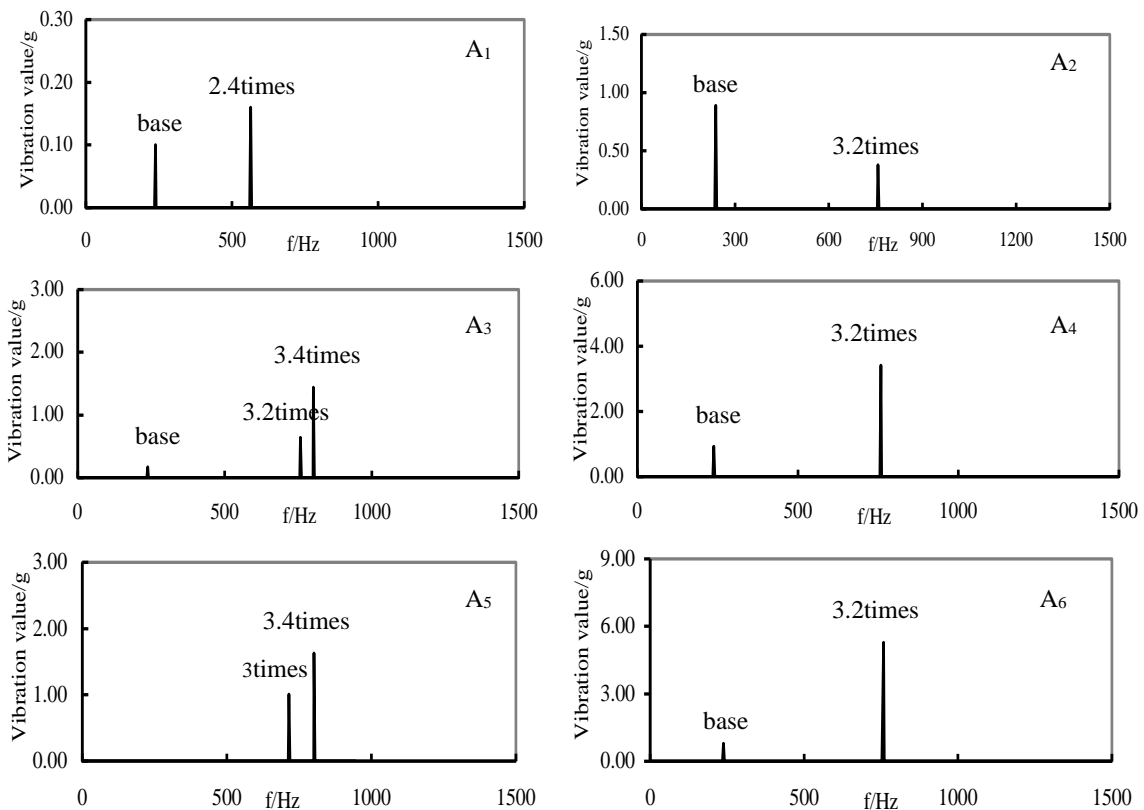 Vibration value/g
0.30
0.20
0.10
0.00
A1
2.4times
base
0 500 f/Hz 1000 1500
Vibration value/g
1.50
1.00
0.50
0.00
A2
base
3.2times
0 300 600 f/Hz 900 1200 1500
Vibration value/g
3.00
2.00
1.00
0.00
A3
3.4times
3.2times
base
0 500 f/Hz 1000 1500
Vibration value/g
6.00
4.00
2.00
0.00
A4
3.2times
base
0 500 f/Hz 1000 1500
Vibration value/g
3.00
2.00
1.00
0.00
A5
3.4times
3times
0 500 f/Hz 1000 1500
Vibration value/g
9.00
6.00
3.00
0.00
A6
3.2times
base
0 500 f/Hz 1000 1500